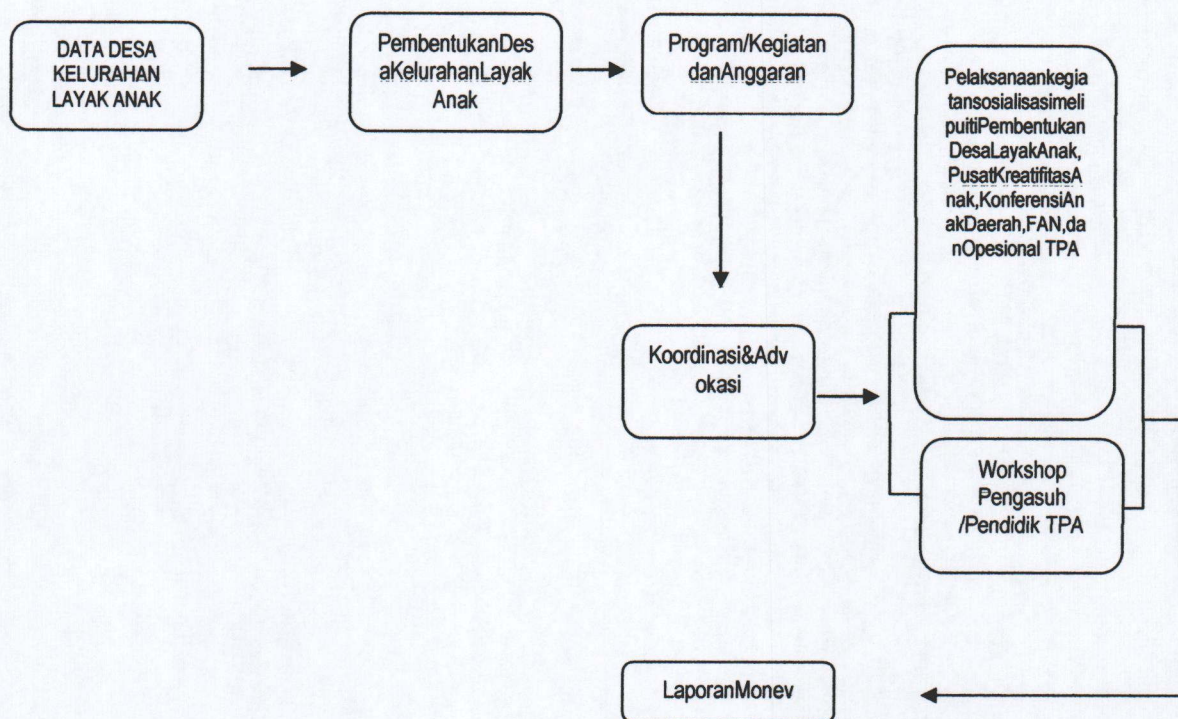 DATA DESA
KELURAHAN
LAYAK ANAK
PembentukanDes
aKelurahanLayak
Anak
Program/Kegiatan
danAnggaran
Pelaksanaankegia
tansosialisasimeli
puitiPembentukan
DesaLayakAnak,
PusatKreatifitasA
nak,KonferensiAn
akDaerah,FAN,da
nOpesional TPA
Koordinasi&Adv
okasi
Workshop
Pengasuh
/Pendidik TPA
LaporanMonev